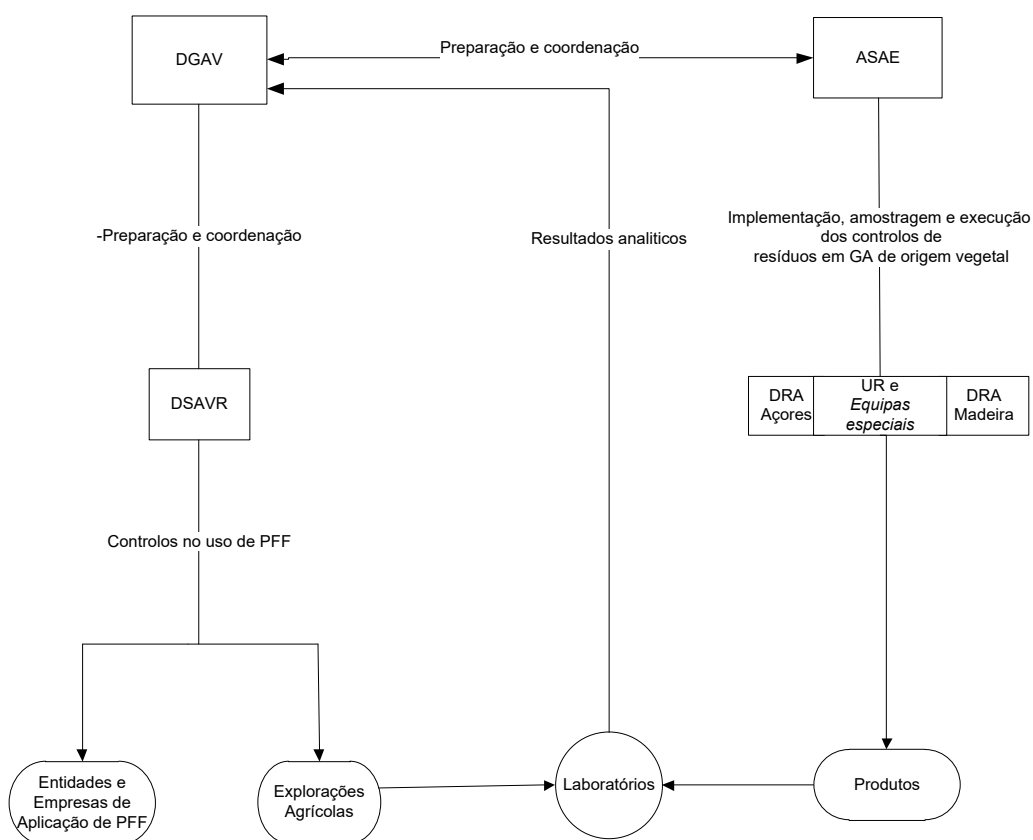 DGAV
Preparação e coordenação
ASAE
-Preparação e coordenação
Resultados analiticos
Implementação, amostragem e execução
dos controlos de
resíduos em GA de origem vegetal
DSAVR
DRA
Açores
UR e
Equipas
especiais
DRA
Madeira
Controlos no uso de PFF
Entidades e
Empresas de
Aplicação de PFF
Explorações
Agrícolas
Laboratórios
Produtos